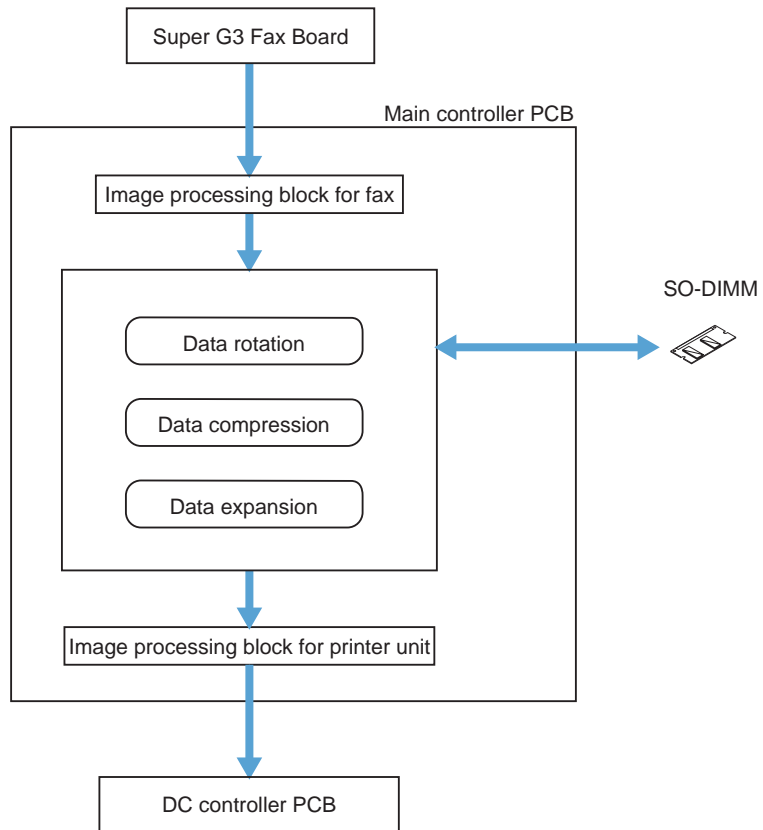 Super G3 Fax Board
Main controller PCB
Image processing block for fax
SO-DIMM
Data rotation
Data compression
Data expansion
Image processing block for printer unit
DC controller PCB